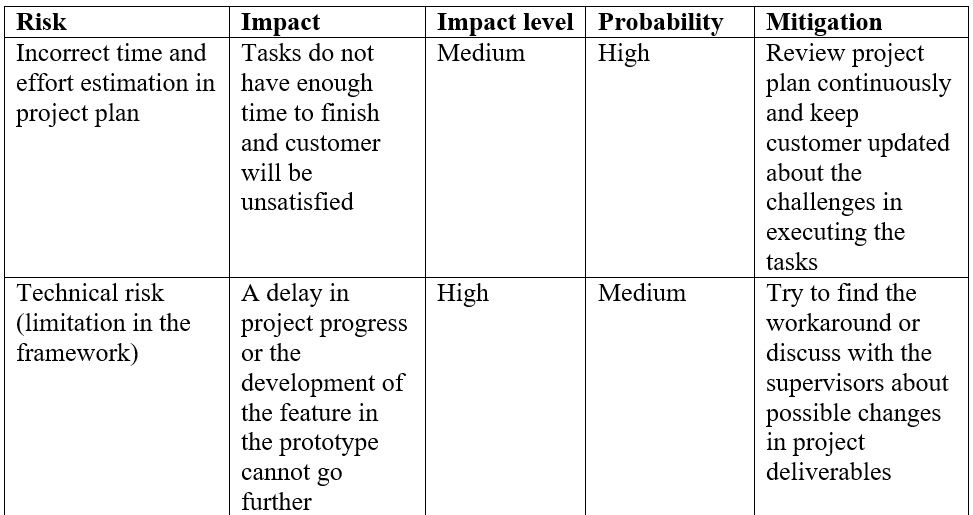 Risk Impact Impact level Probability Mitigation
Incorrect time and
effort estimation in
project plan
Tasks do not
have enough
time to finish
and customer
will be
unsatisfied
Medium
High
Review project
plan continuously
and keep
customer updated
about the
challenges in
executing the
tasks
Technical risk
(limitation in the
framework)
A delay in
project progress
or the
development of
the feature in
the prototype
cannot go
further
High
Medium
Try to find the
workaround or
discuss with the
supervisors about
possible changes
in project
deliverables